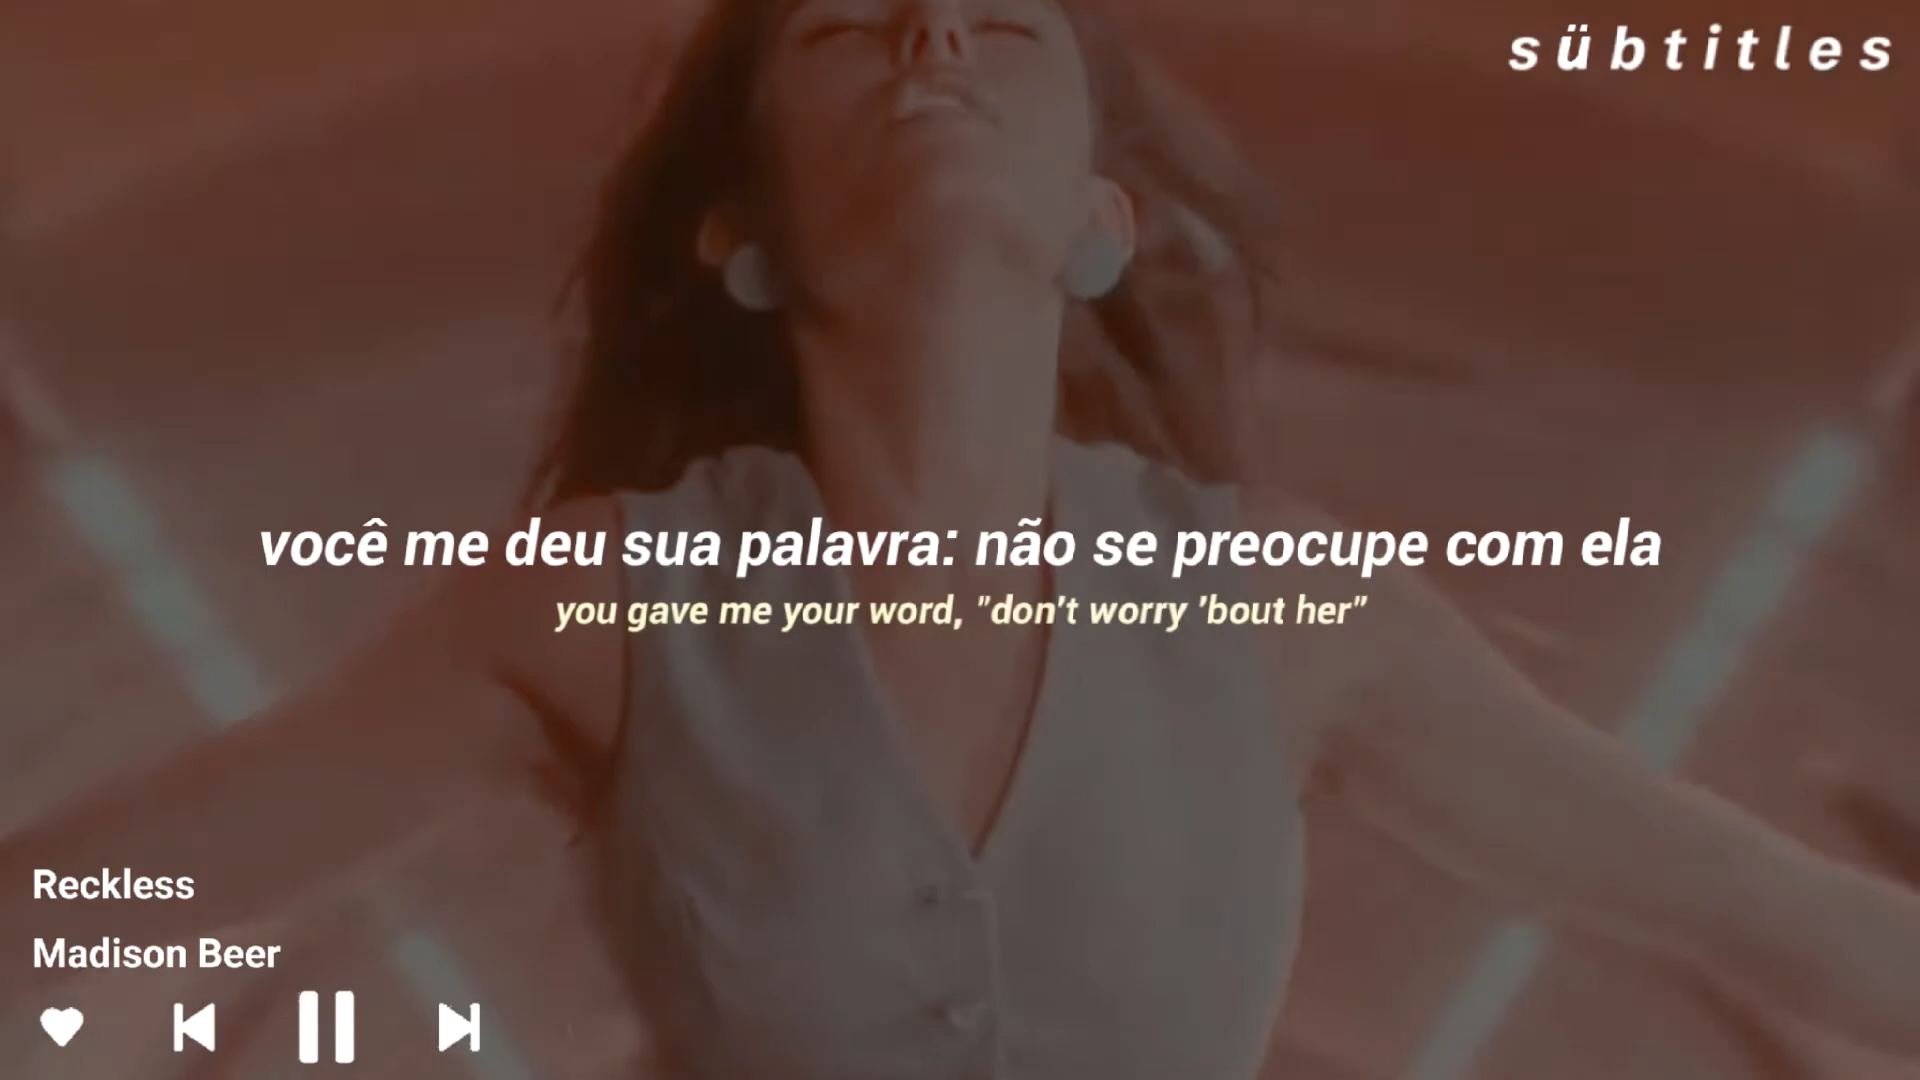 sübtitles
você me deu sua palavra: não se preocupe com ela
you gave me your word, "don't worry 'bout her"
Reckless
Madison Beer